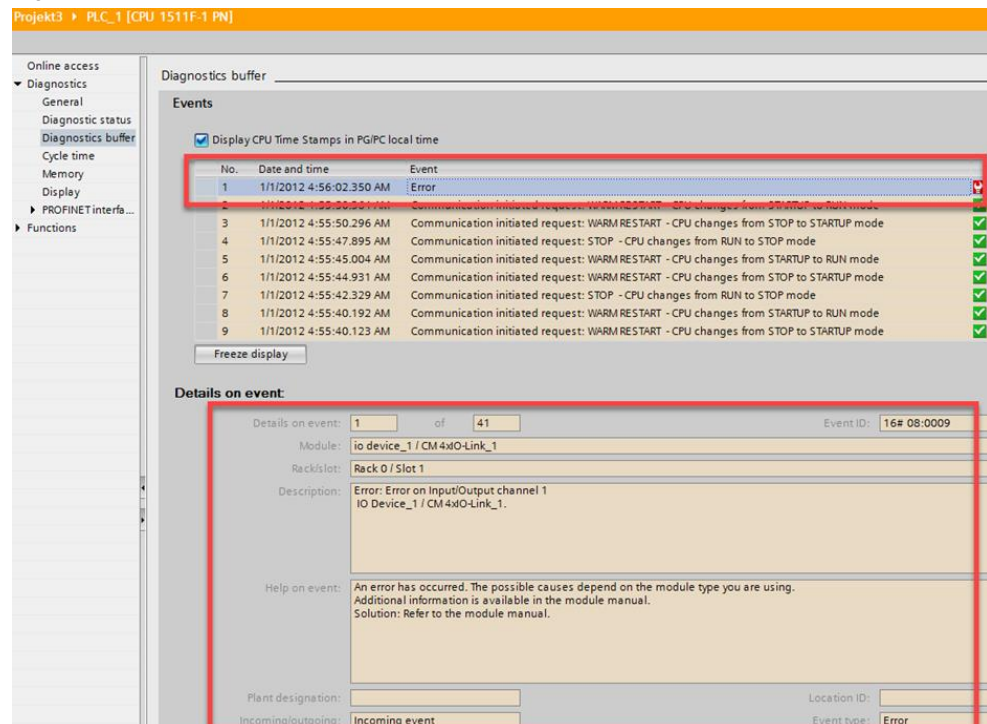 Projekt3 ▸ PLC_1 [CPU 1511F-1 PN]
Online access
Diagnostics
General
Diagnostic status
Diagnostics buffer
Cycle time
Memory
Display
PROFINET interfa...
Functions
Diagnostics buffer
Events
Display CPU Time Stamps in PG/PC local time
No. Date and time Event
1 1/1/2012 4:56:02.350 AM Error
Communication initiated request: WARM RESTART - CPU changes from STARTUP to RUN mode
3 1/1/2012 4:55:50.296 AM Communication initiated request: WARM RESTART - CPU changes from STOP to STARTUP mode
4 1/1/2012 4:55:47.895 AM Communication initiated request: STOP - CPU changes from RUN to STOP mode
5 1/1/2012 4:55:45.004 AM Communication initiated request: WARM RESTART - CPU changes from STARTUP to RUN mode
6 1/1/2012 4:55:44.931 AM Communication initiated request: WARM RESTART - CPU changes from STOP to STARTUP mode
7 1/1/2012 4:55:42.329 AM Communication initiated request: STOP - CPU changes from RUN to STOP mode
8 1/1/2012 4:55:40.192 AM Communication initiated request: WARM RESTART - CPU changes from STARTUP to RUN mode
9 1/1/2012 4:55:40.123 AM Communication initiated request: WARM RESTART - CPU changes from STOP to STARTUP mode
Freeze display
Details on event:
Details on event: 1 of 41 Event ID: 16# 08:0009
Module: io device_1 / CM 4xIO-Link_1
Rack/slot: Rack 0 / Slot 1
Description: Error: Error on Input/Output channel 1
IO Device_1 / CM 4xIO-Link_1.
Help on event: An error has occurred. The possible causes depend on the module type you are using.
Additional information is available in the module manual.
Solution: Refer to the module manual.
Plant designation: Location ID:
Incoming/outgoing: Incoming event Event type: Error